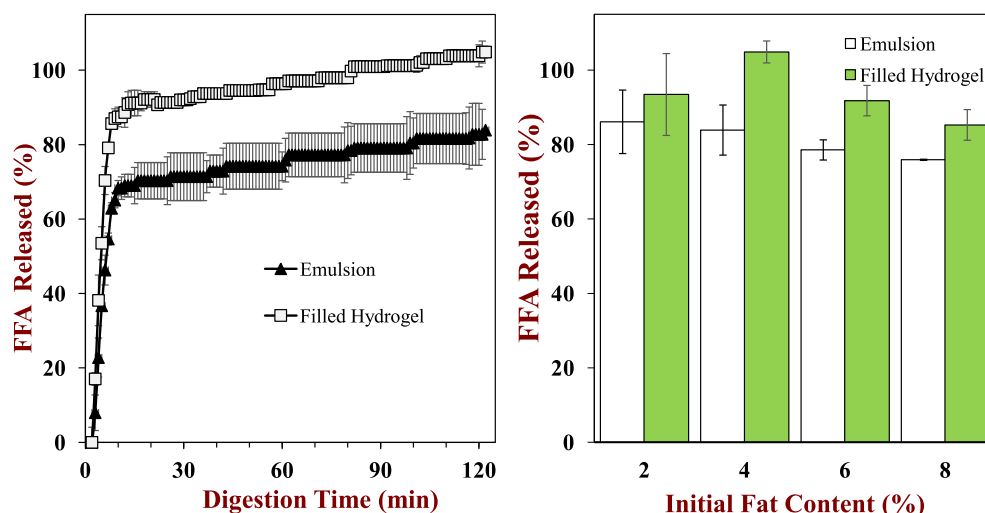 FFA Released (%)
100
80
60
40
20
0
Emulsion
Filled Hydrogel
0
30
60
90
120
Digestion Time (min)
FFA Released (%)
100
80
60
40
20
0
Emulsion
Filled Hydrogel
2
4
6
8
Initial Fat Content (%)